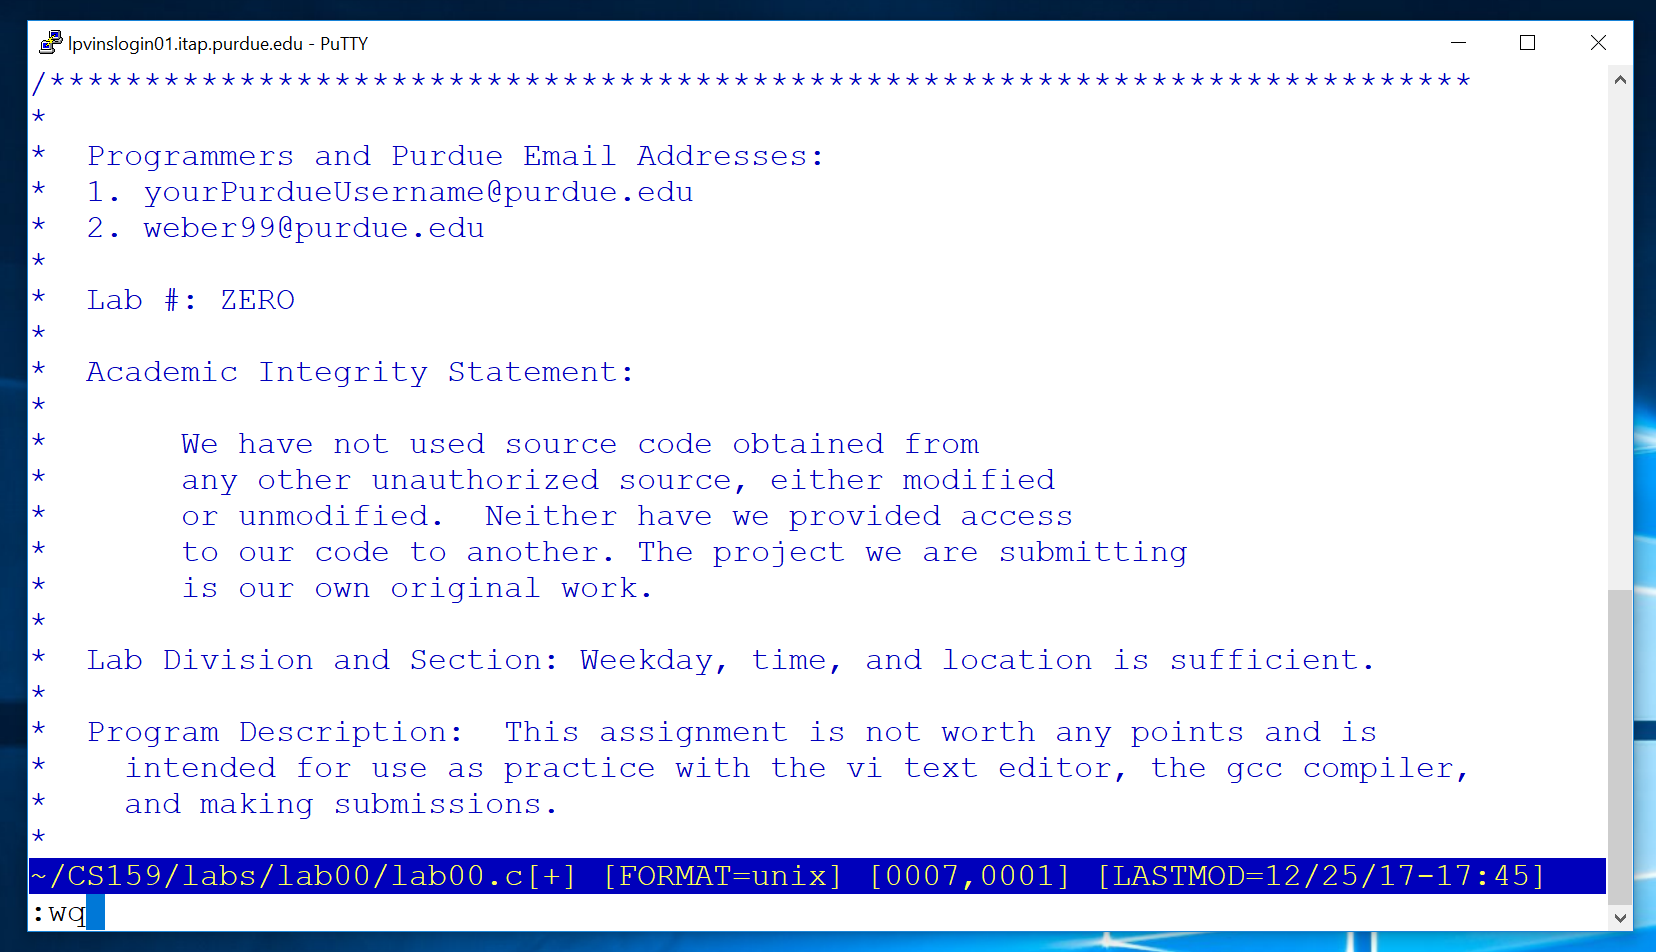 lpvinslogin01.itap.purdue.edu - PuTTY
/***************************************************************************
*
*  Programmers and Purdue Email Addresses:
*  1. yourPurdueUsername@purdue.edu
*  2. weber99@purdue.edu
*
*  Lab #: ZERO
*
*  Academic Integrity Statement:
*
*       We have not used source code obtained from
*       any other unauthorized source, either modified
*       or unmodified.  Neither have we provided access
*       to our code to another. The project we are submitting
*       is our own original work.
*
*  Lab Division and Section: Weekday, time, and location is sufficient.
*
*  Program Description:  This assignment is not worth any points and is
*    intended for use as practice with the vi text editor, the gcc compiler,
*    and making submissions.
*
~/CS159/labs/lab00/lab00.c[+] [FORMAT=unix] [0007,0001] [LASTMOD=12/25/17-17:45]
:wq